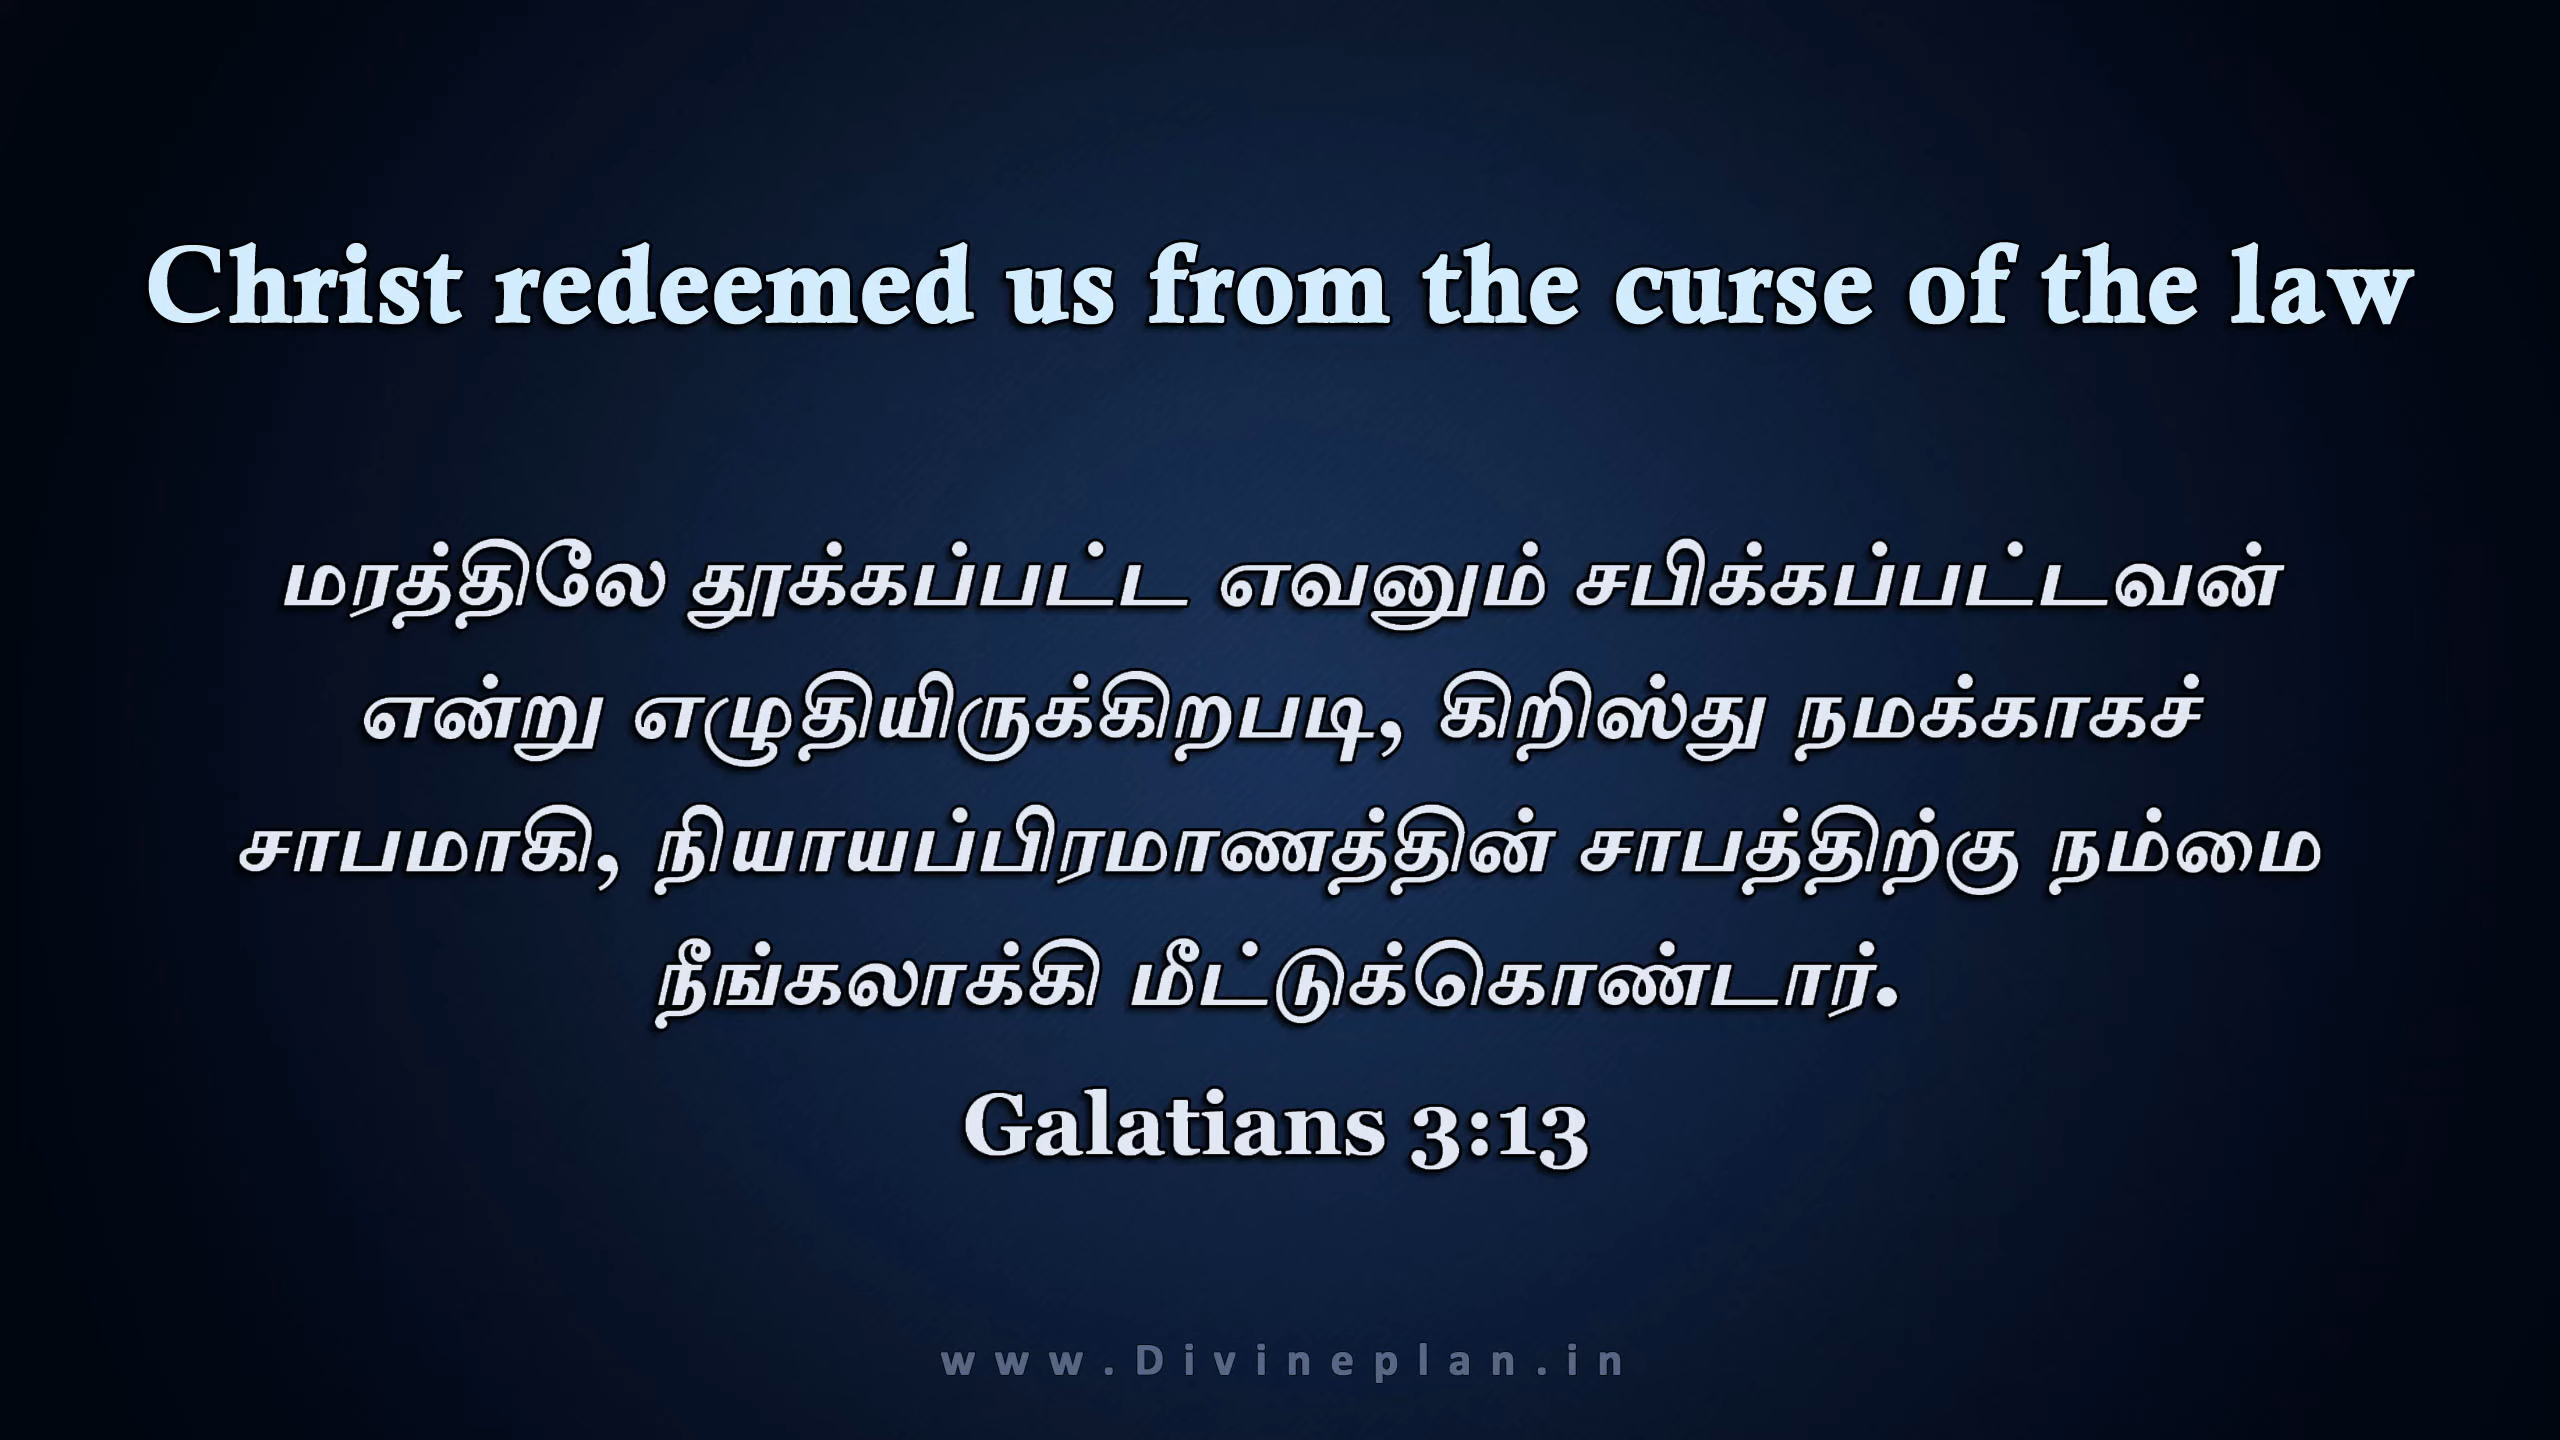 Christ redeemed us from the curse of the law
மரத்திலே தூக்கப்பட்ட எவனும் சபிக்கப்பட்டவன்
என்று எழுதியிருக்கிறபடி, கிறிஸ்து நமக்காகச்
சாபமாகி, நியாயப்பிரமாணத்தின் சாபத்திற்கு நம்மை
நீங்கலாக்கி மீட்டுக்கொண்டார்.
Galatians 3:13
www.Divineplan.in